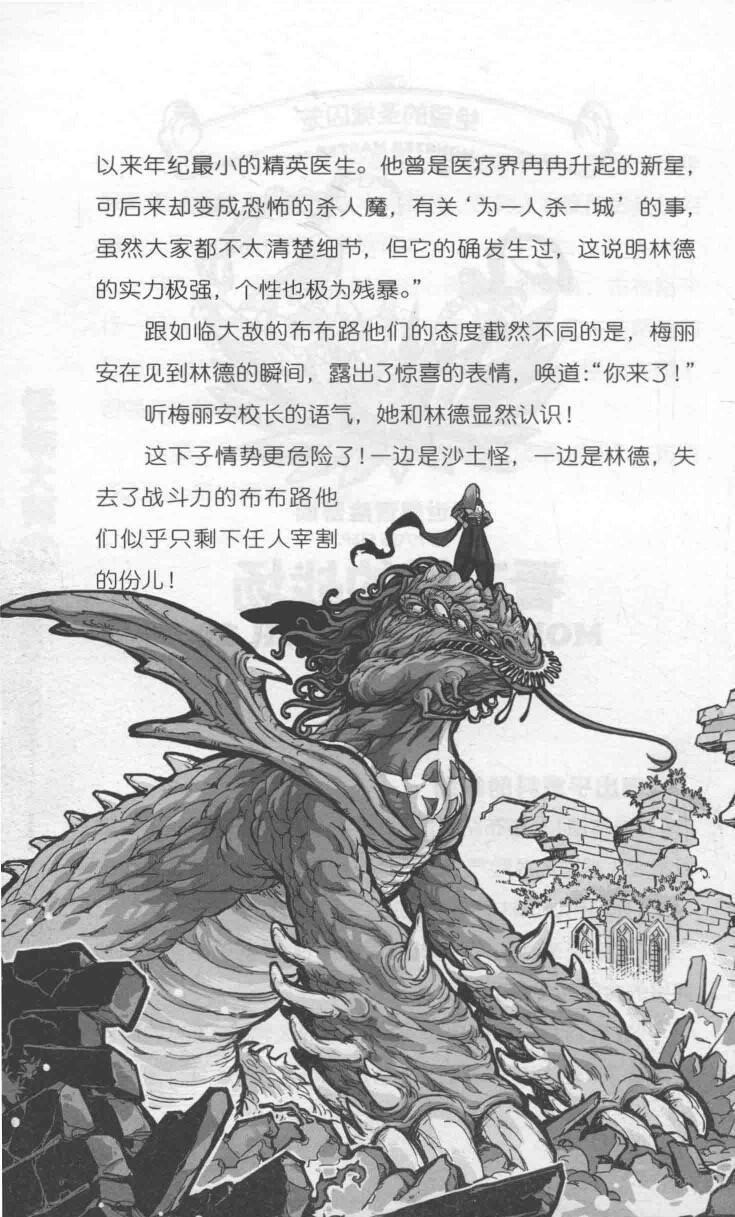 以来年纪最小的精英医生。他曾是医疗界冉冉升起的新星，
可后来却变成恐怖的杀人魔，有关‘为一人杀一城’的事，
虽然大家都不太清楚细节，但它的确发生过，这说明林德
的实力极强，个性也极为残暴。”
跟如临大敌的布布路他们的态度截然不同的是，梅丽
安在见到林德的瞬间，露出了惊喜的表情，唤道：“你来了！”
听梅丽安校长的语气，她和林德显然认识！
这下子情势更危险了！一边是沙土怪，一边是林德，失
去了战斗力的布布路他
们似乎只剩下任人宰割
的份儿！